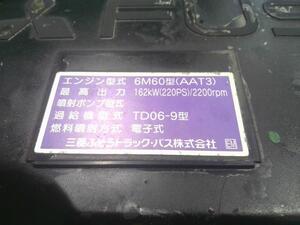 エンジン型式 6M60型(AAT3)
最高出力 162kW(220PS)/2200rpm
噴射ポンプ型式
過給機型式 TD06-9型
燃料噴射方式 電子式
三菱ふそうトラック・バス株式会社